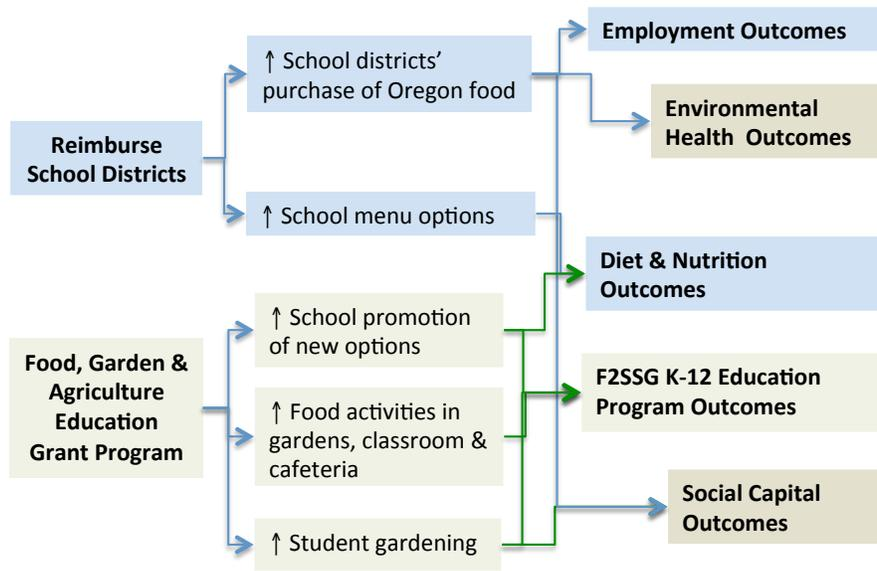 Reimburse
School Districts
↑ School districts’
purchase of Oregon food
↑ School menu options
Employment Outcomes
Environmental
Health Outcomes
Diet & Nutrition
Outcomes
Food, Garden &
Agriculture
Education
Grant Program
↑ School promotion
of new options
↑ Food activities in
gardens, classroom &
cafeteria
↑ Student gardening
F2SSG K-12 Education
Program Outcomes
Social Capital
Outcomes